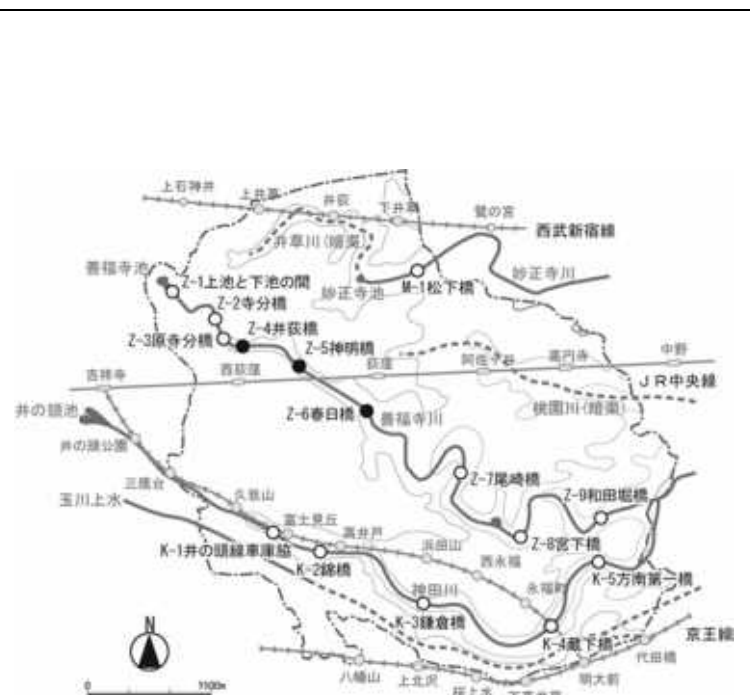 上石神井
上井草
井荻
下井草
鷺の宮
西武新宿線
井草川(暗渠)
善福寺池
Z-1上池と下池の間
妙正寺池
M-1松下橋
妙正寺川
Z-2寺分橋
Z-3原寺分橋
Z-4井荻橋
Z-5神明橋
吉祥寺
西荻窪
荻窪
阿佐ヶ谷
高円寺
中野
JR中央線
井の頭池
Z-6春日橋
善福寺川
桃園川(暗渠)
井の頭公園
三鷹台
Z-7尾崎橋
玉川上水
久我山
Z-9和田堀橋
富士見丘
高井戸
K-1井の頭線車庫脇
K-2錦橋
浜田山
西永福
Z-8宮下橋
神田川
永福町
K-5方南第一橋
K-3鎌倉橋
K-4蔵下橋
京王線
代田橋
N
八幡山
上北沢
桜上水
明大前
0
1100m